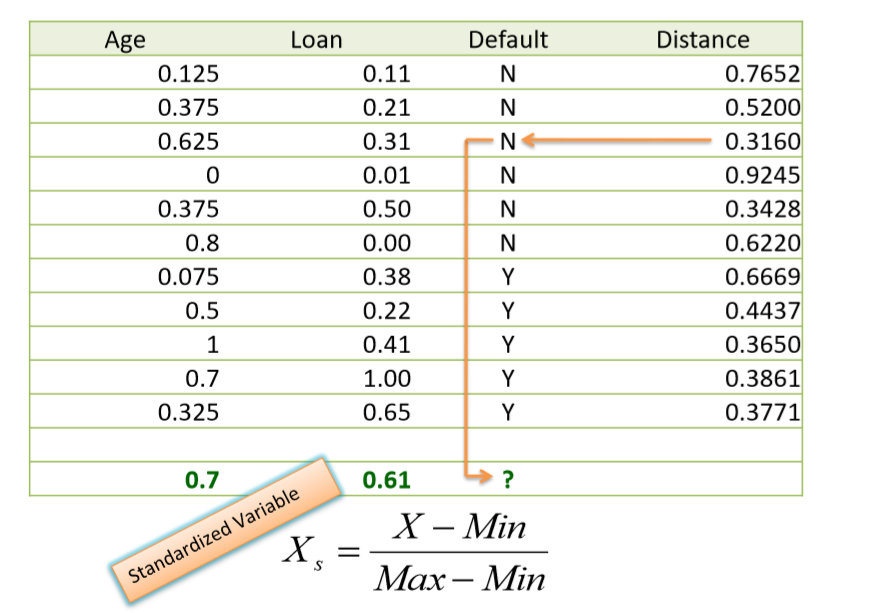 Age Loan Default Distance
0.125 0.11 N 0.7652
0.375 0.21 N 0.5200
0.625 0.31 N 0.3160
0 0.01 N 0.9245
0.375 0.50 N 0.3428
0.8 0.00 N 0.6220
0.075 0.38 Y 0.6669
0.5 0.22 Y 0.4437
1 0.41 Y 0.3650
0.7 1.00 Y 0.3861
0.325 0.65 Y 0.3771
0.7 0.61 ?
Standardized Variable
X_s = (X − Min) / (Max − Min)